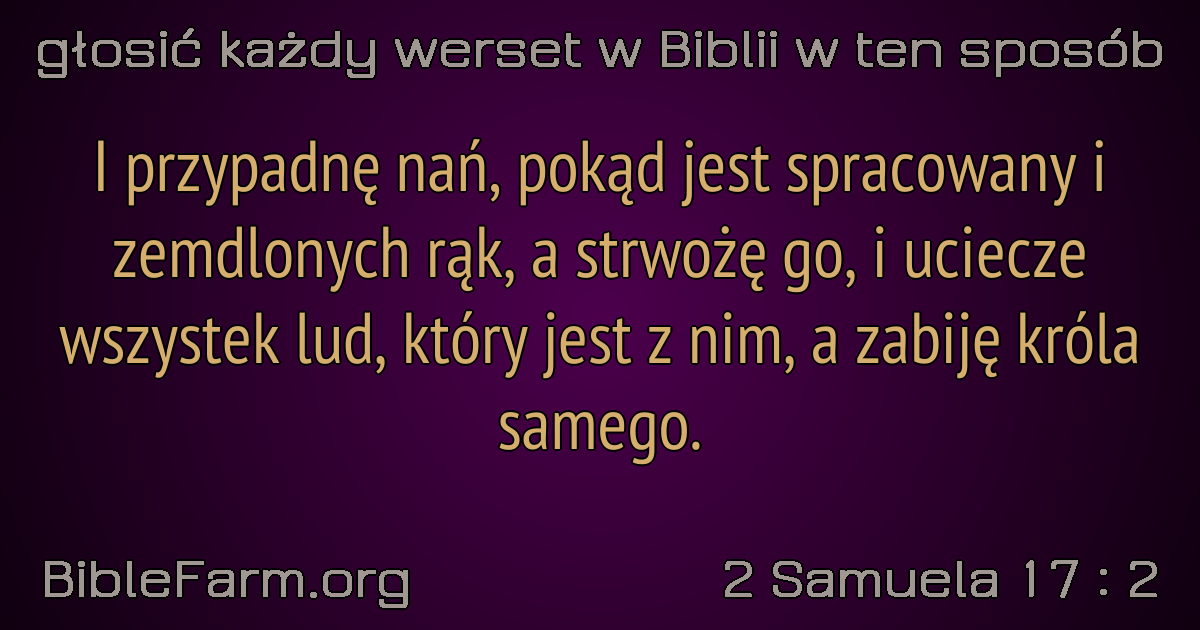 głosić każdy werset w Biblii w ten sposób
I przypadnę nań, pokąd jest spracowany i
zemdlonych rąk, a strwożę go, i uciecze
wszystek lud, który jest z nim, a zabiję króla
samego.
BibleFarm.org
2 Samuela 17 : 2